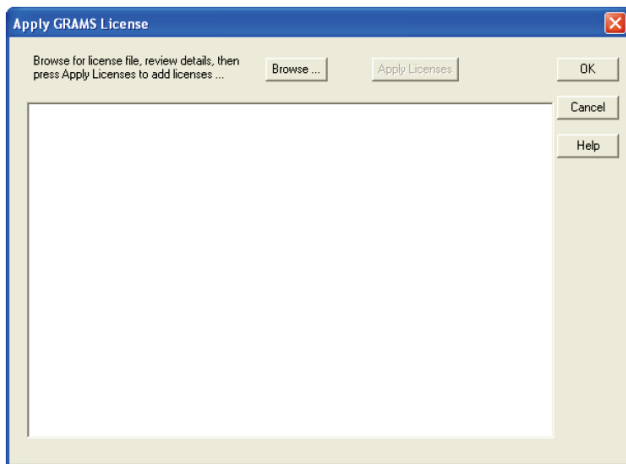 Apply GRAMS License
Browse for license file, review details, then
press Apply Licenses to add licenses ...
Browse ...
Apply Licenses
OK
Cancel
Help